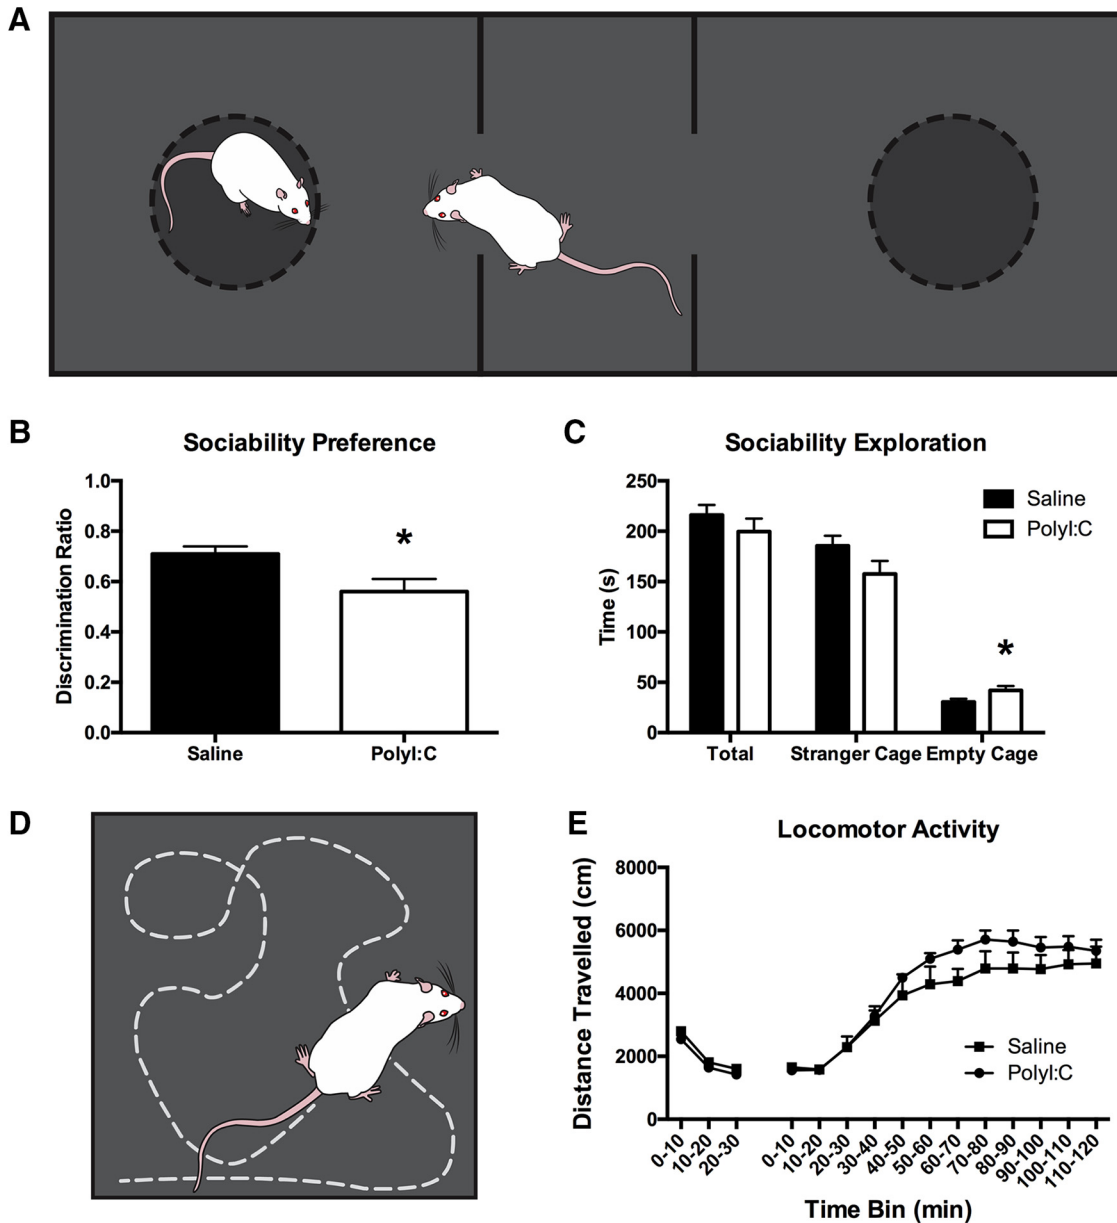 A
B
Sociability Preference
Discrimination Ratio
1.0
0.8
0.6
0.4
0.2
0.0
*
Saline
PolyI:C
C
Sociability Exploration
Time (s)
250
200
150
100
50
0
Saline
PolyI:C
*
Total
Stranger Cage
Empty Cage
D
E
Locomotor Activity
Distance Travelled (cm)
8000
6000
4000
2000
0
Saline
PolyI:C
0-10
10-20
20-30
0-10
10-20
20-30
30-40
40-50
50-60
60-70
70-80
80-90
90-100
100-110
110-120
Time Bin (min)